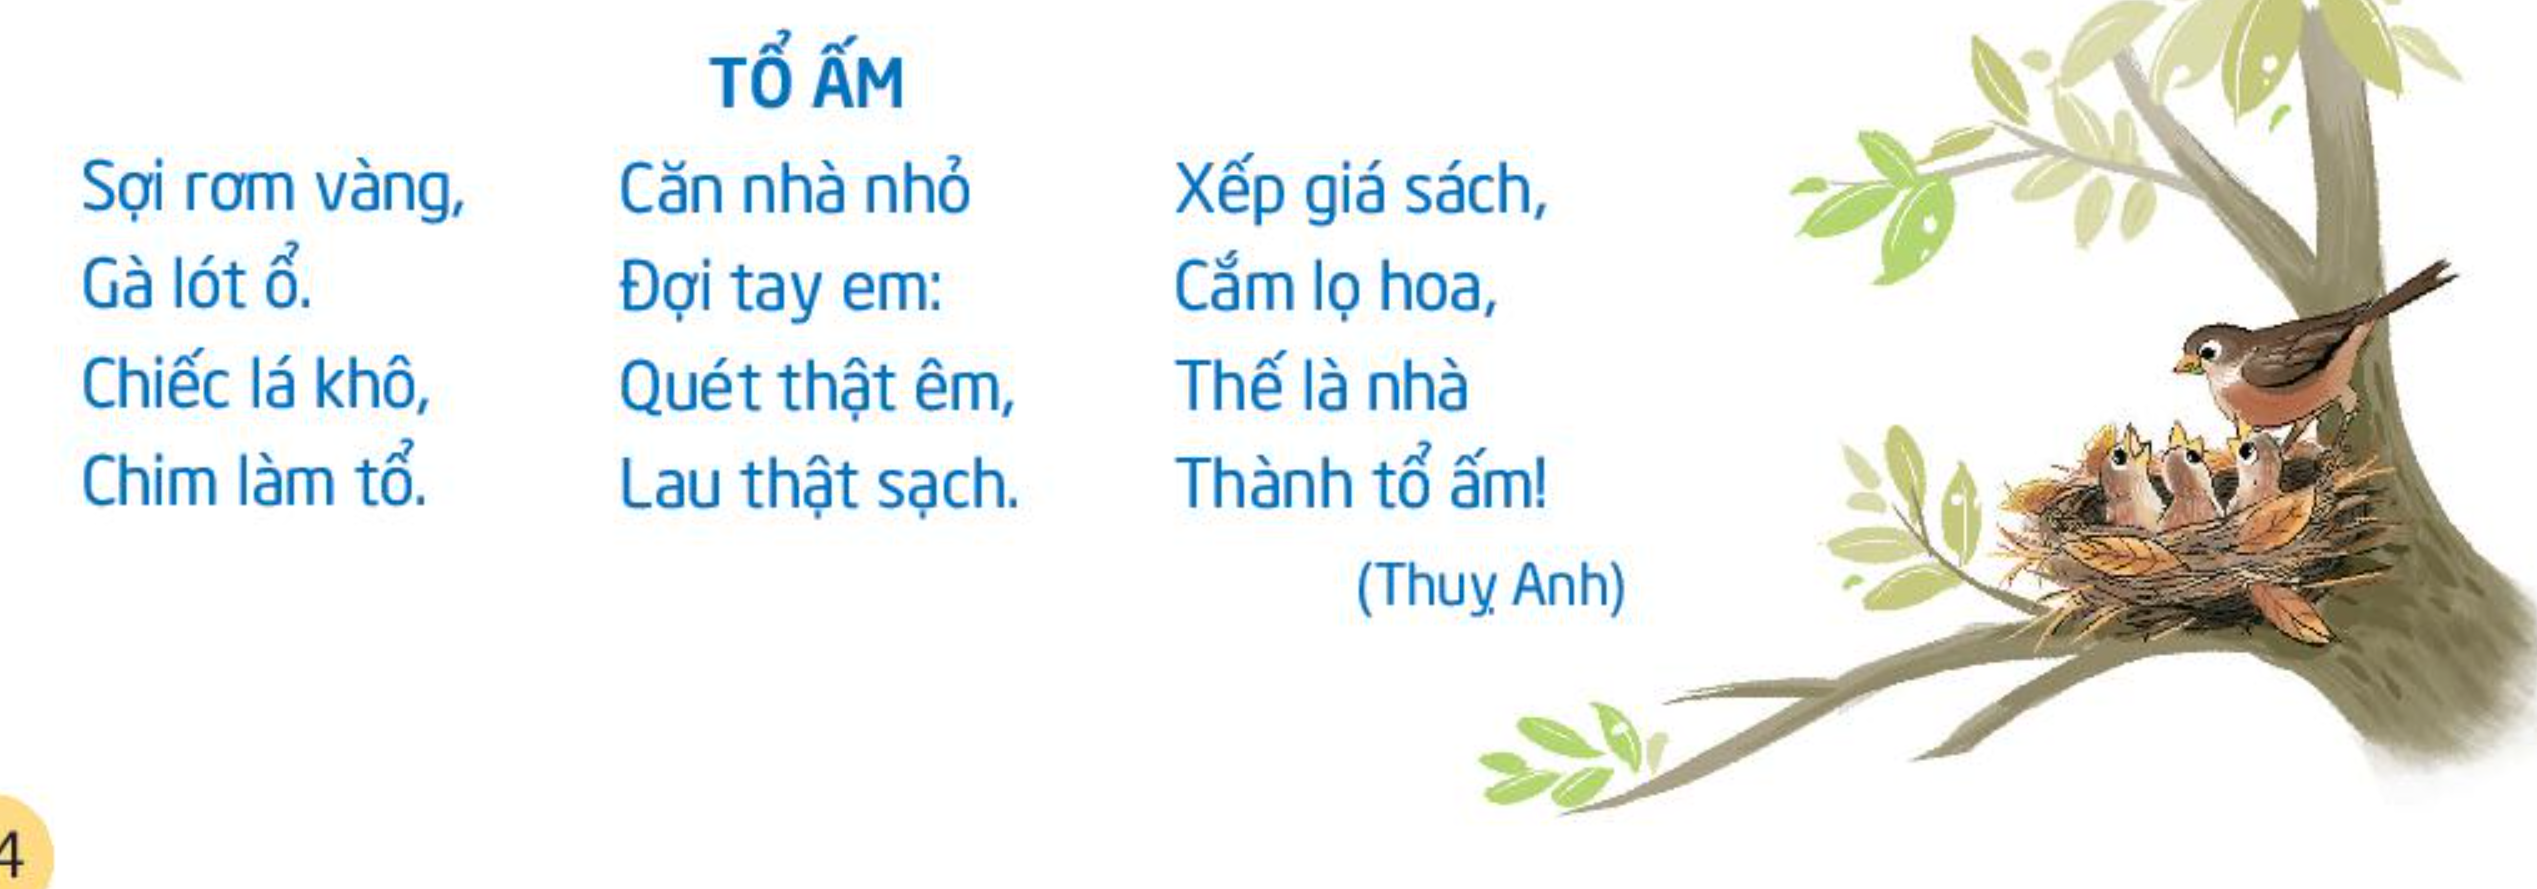 TỔ ẤM
Sợi rơm vàng,
Gà lót ổ.
Chiếc lá khô,
Chim làm tổ.
Căn nhà nhỏ
Đợi tay em:
Quét thật êm,
Lau thật sạch.
Xếp giá sách,
Cắm lọ hoa,
Thế là nhà
Thành tổ ấm!
(Thuỵ Anh)
4